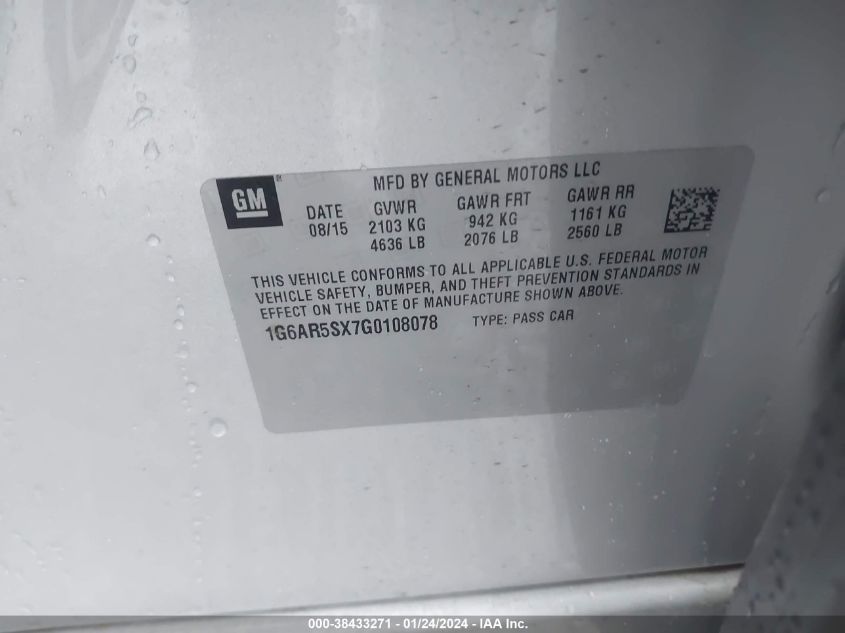 GM
MFD BY GENERAL MOTORS LLC
DATE GVWR GAWR FRT GAWR RR
08/15 2103 KG 942 KG 1161 KG
4636 LB 2076 LB 2560 LB
THIS VEHICLE CONFORMS TO ALL APPLICABLE U.S. FEDERAL MOTOR
VEHICLE SAFETY, BUMPER, AND THEFT PREVENTION STANDARDS IN
EFFECT ON THE DATE OF MANUFACTURE SHOWN ABOVE.
1G6AR5SX7G0108078 TYPE: PASS CAR
000-38433271 - 01/24/2024 - IAA Inc.